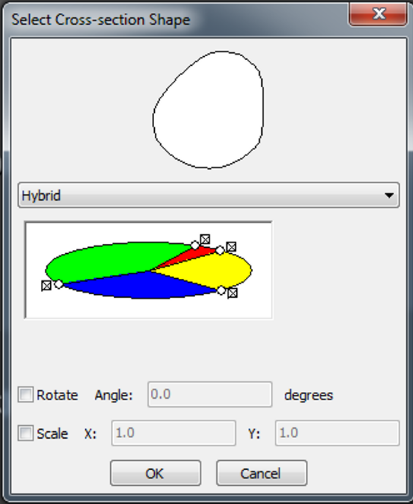 Select Cross-section Shape
Hybrid
Rotate Angle: 0.0 degrees
Scale X: 1.0 Y: 1.0
OK Cancel